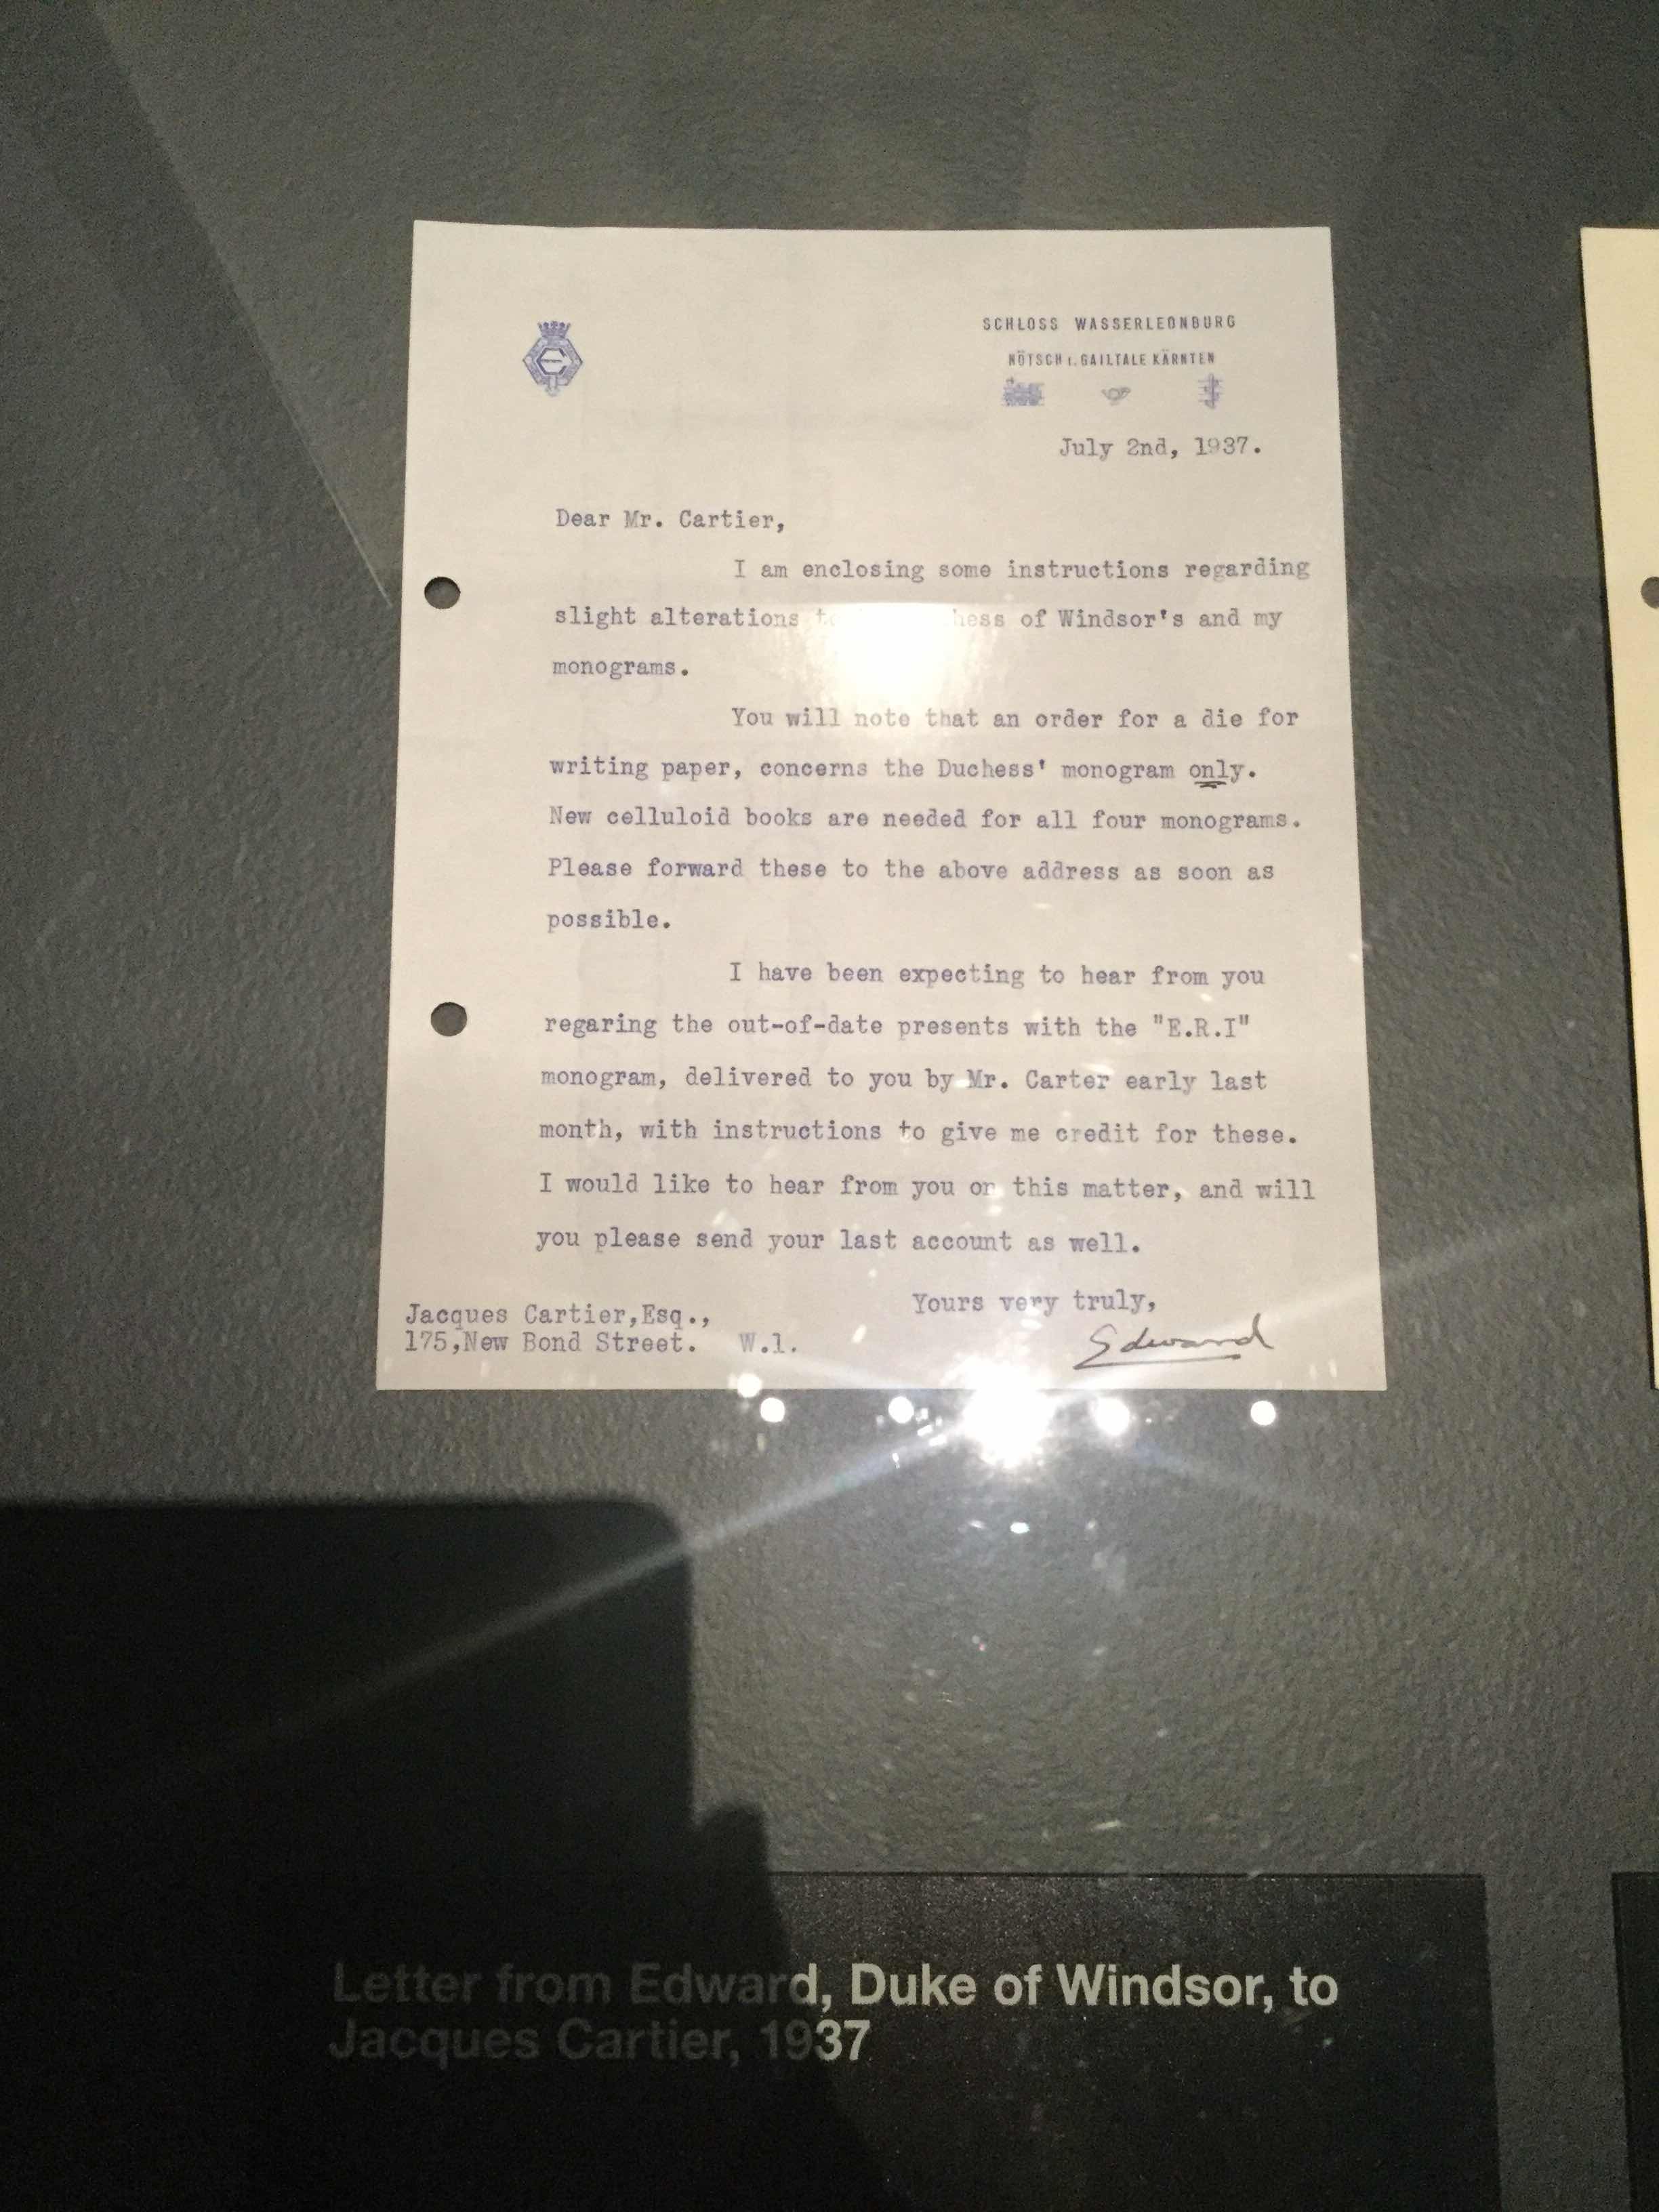 SCHLOSS WASSERLEONBURG
NÖTSCH i. GAILTALE KÄRNTEN
July 2nd, 1937.
Dear Mr. Cartier,
I am enclosing some instructions regarding
slight alterations of Windsor's and my
monograms.
You will note that an order for a die for
writing paper, concerns the Duchess' monogram only.
New celluloid books are needed for all four monograms.
Please forward these to the above address as soon as
possible.
I have been expecting to hear from you
regaring the out-of-date presents with the "E.R.I"
monogram, delivered to you by Mr. Carter early last
month, with instructions to give me credit for these.
I would like to hear from you on this matter, and will
you please send your last account as well.
Yours very truly,
Edward
Jacques Cartier,Esq.,
175,New Bond Street. W.1.
Letter from Edward, Duke of Windsor, to
Jacques Cartier, 1937